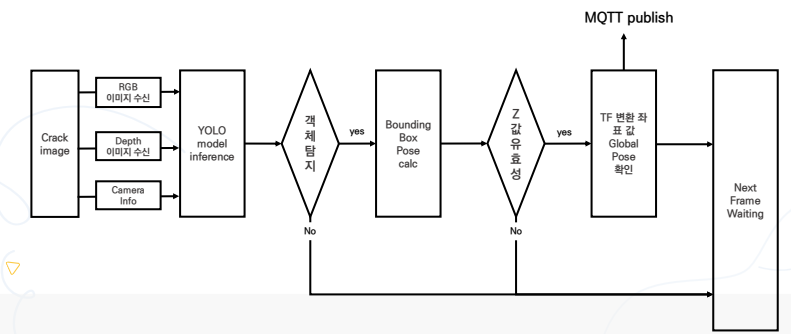 MQTT publish
Crack
image
RGB
이미지 수신
Depth
이미지 수신
Camera
Info
YOLO
model
inference
객
체
탐
지
yes
No
Bounding
Box
Pose
calc
Z
값
유
효
성
yes
No
TF 변환 좌
표 값
Global
Pose
확인
Next
Frame
Waiting